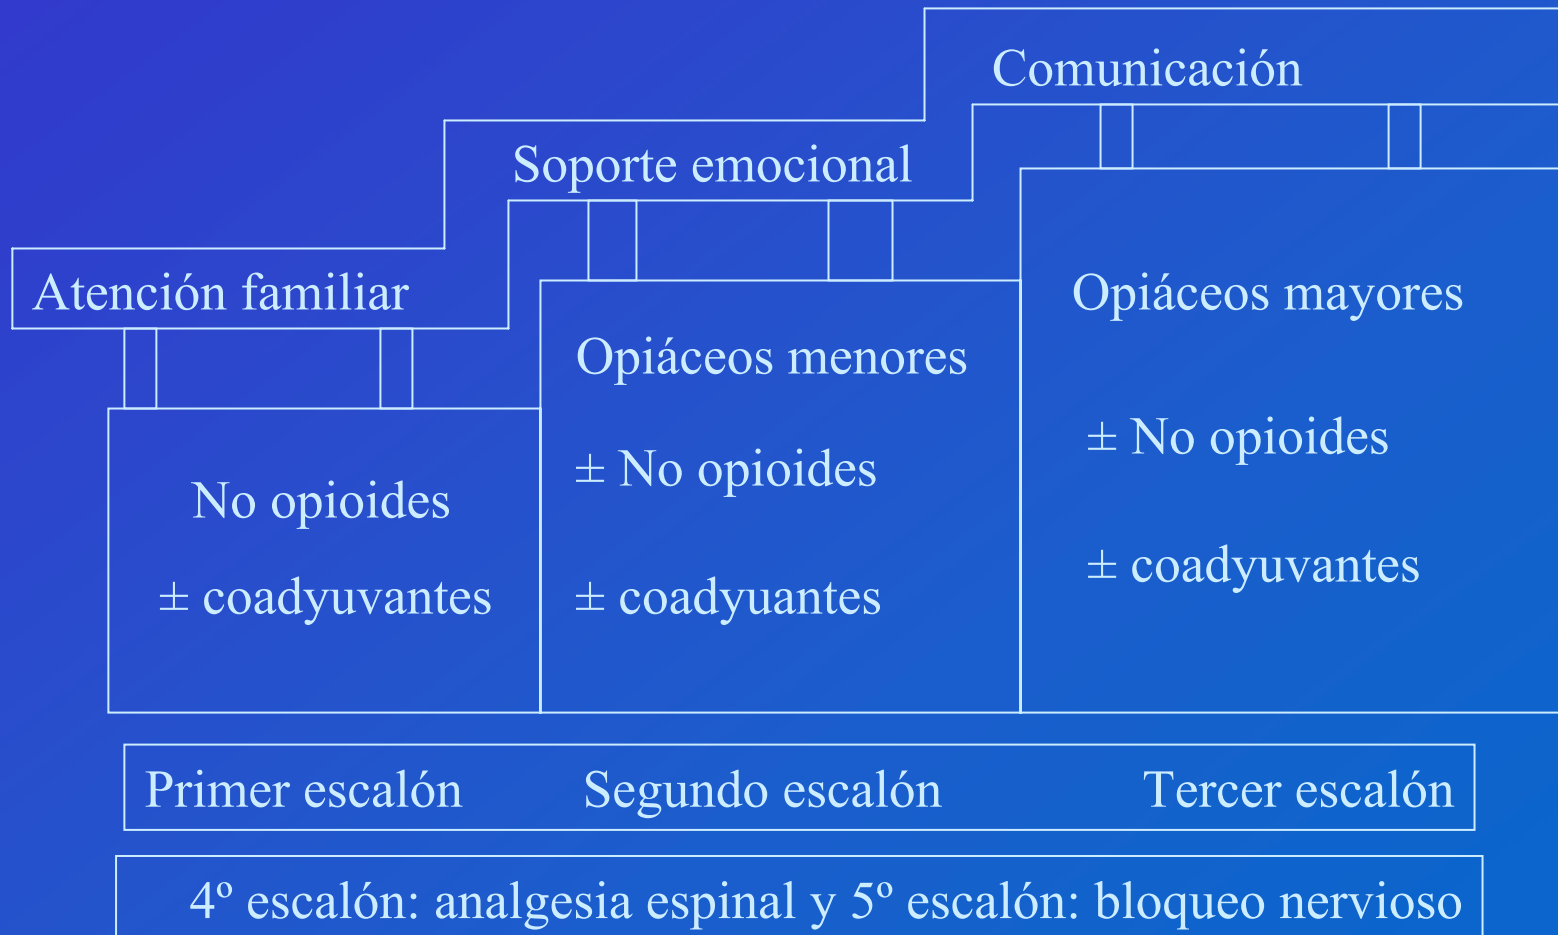 Comunicación
Soporte emocional
Atención familiar
No opioides
± coadyuvantes
Opiáceos menores
± No opioides
± coadyuantes
Opiáceos mayores
± No opioides
± coadyuvantes
Primer escalón Segundo escalón Tercer escalón
4º escalón: analgesia espinal y 5º escalón: bloqueo nervioso